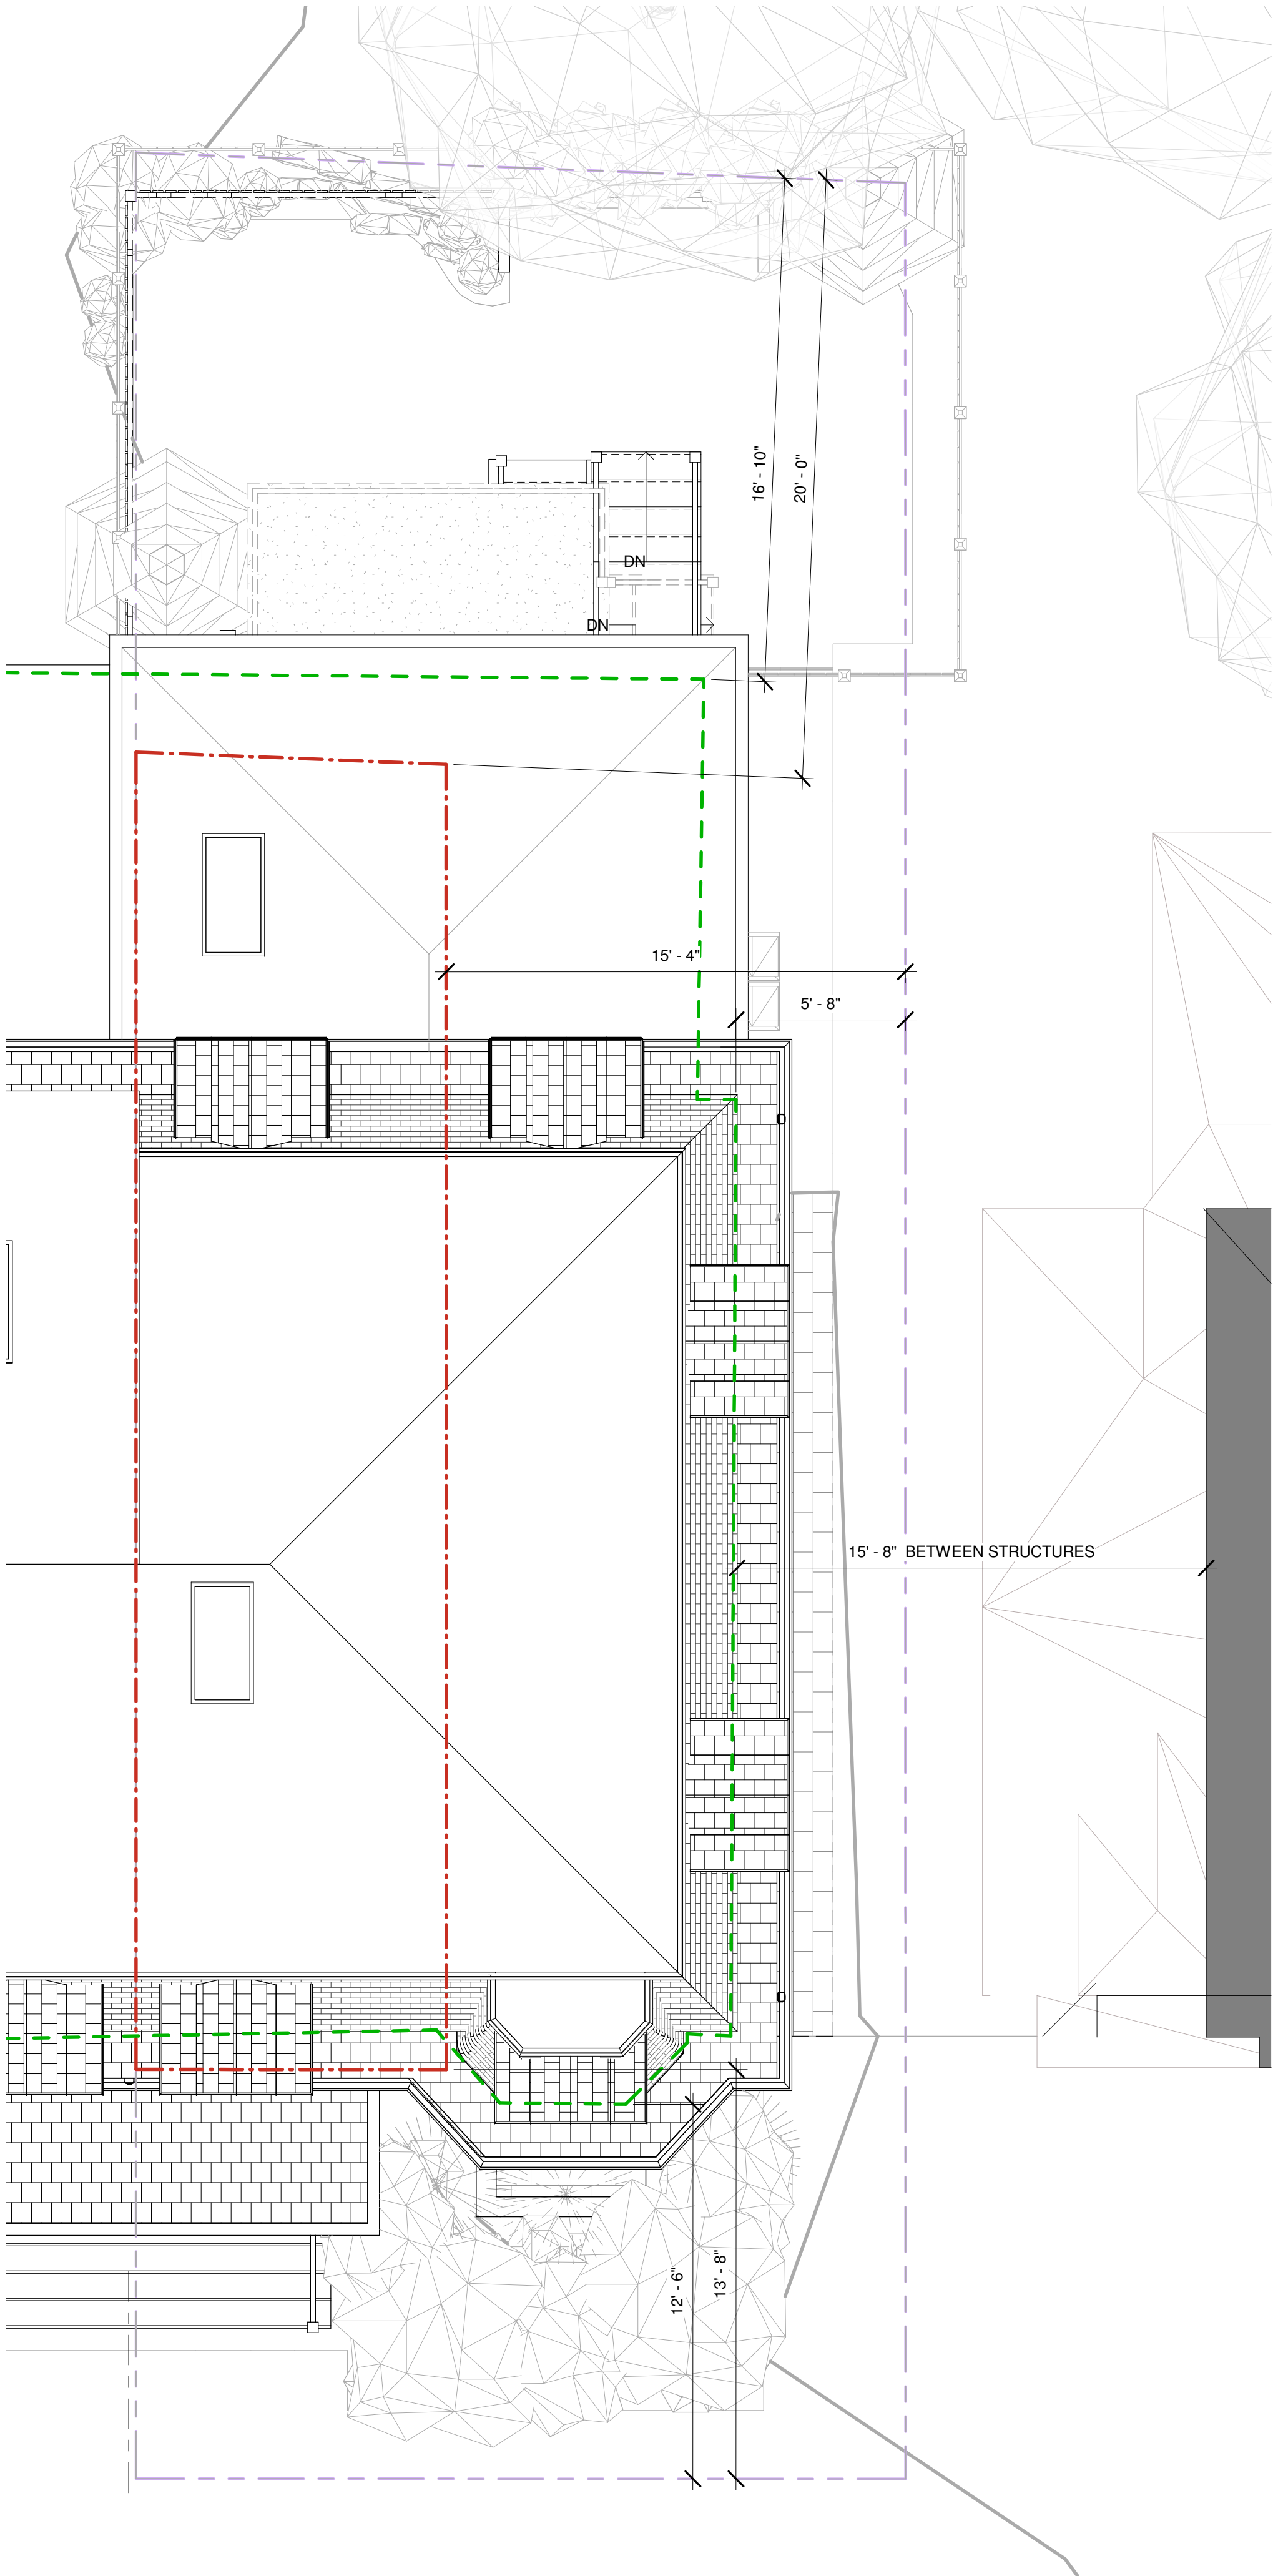 16' - 10"
20' - 0"
DN
DN
15' - 4"
5' - 8"
D
15' - 8" BETWEEN STRUCTURES
D
D
12' - 6"
13' - 8"